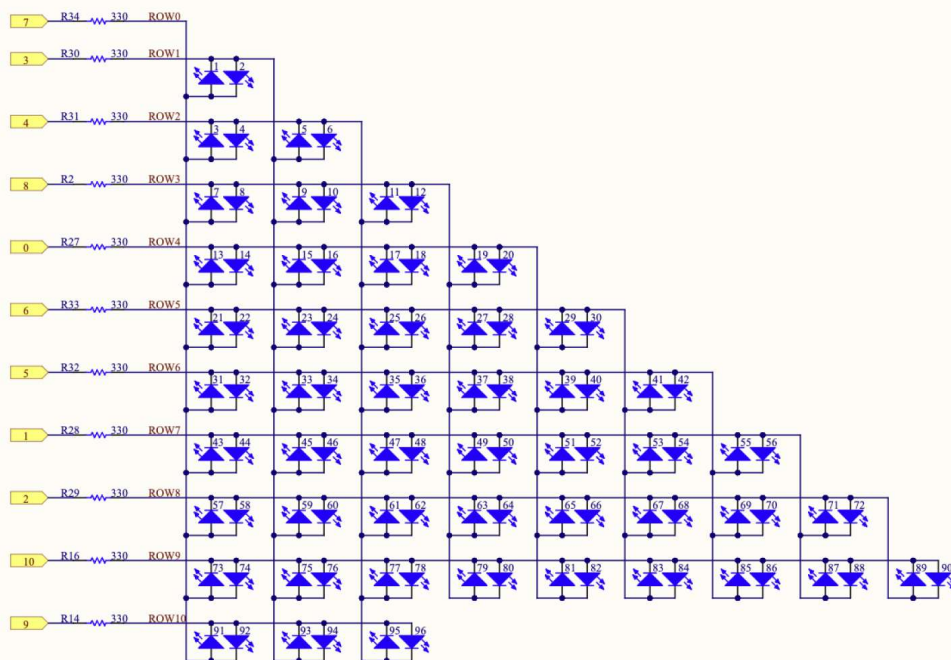 7 R34 330 ROW0
3 R30 330 ROW1
1 2
4 R31 330 ROW2
3 4 5 6
8 R2 330 ROW3
7 8 9 10 11 12
0 R27 330 ROW4
13 14 15 16 17 18 19 20
6 R33 330 ROW5
21 22 23 24 25 26 27 28 29 30
5 R32 330 ROW6
31 32 33 34 35 36 37 38 39 40 41 42
1 R28 330 ROW7
43 44 45 46 47 48 49 50 51 52 53 54 55 56
2 R29 330 ROW8
57 58 59 60 61 62 63 64 65 66 67 68 69 70 71 72
10 R16 330 ROW9
73 74 75 76 77 78 79 80 81 82 83 84 85 86 87 88 89 90
9 R14 330 ROW10
91 92 93 94 95 96